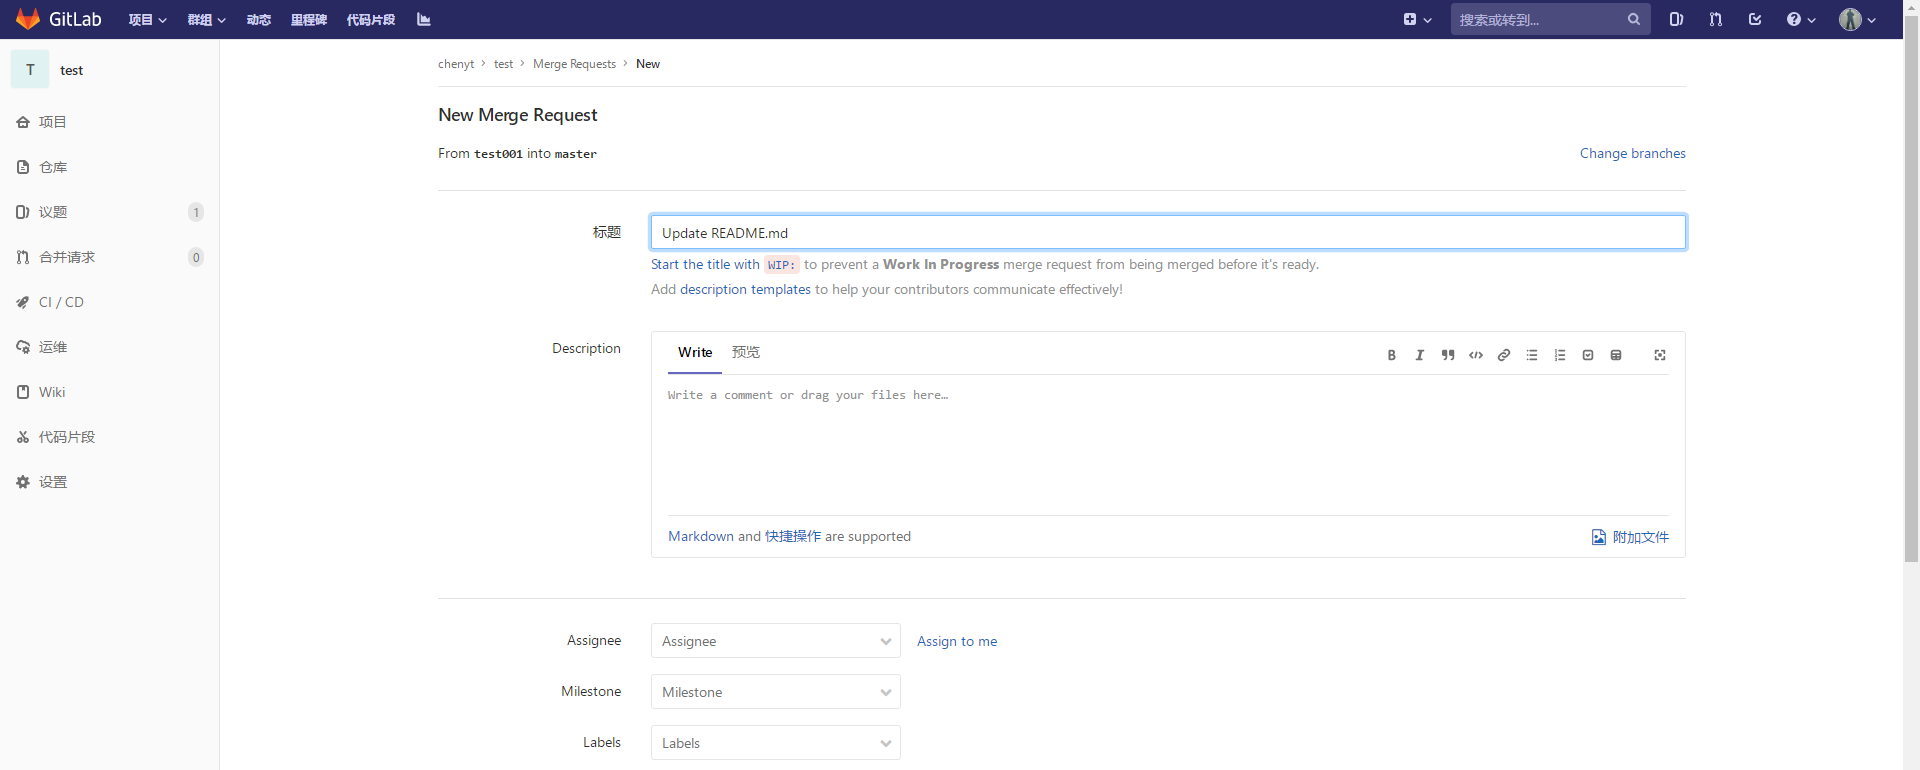 GitLab 项目 群组 动态 里程碑 代码片段 搜索或转到...
T test
项目
仓库
议题 1
合并请求 0
CI / CD
运维
Wiki
代码片段
设置
chenyt › test › Merge Requests › New
New Merge Request
From test001 into master Change branches
标题 Update README.md
Start the title with WIP: to prevent a Work In Progress merge request from being merged before it's ready.
Add description templates to help your contributors communicate effectively!
Description Write 预览
Write a comment or drag your files here…
Markdown and 快捷操作 are supported 附加文件
Assignee Assignee Assign to me
Milestone Milestone
Labels Labels